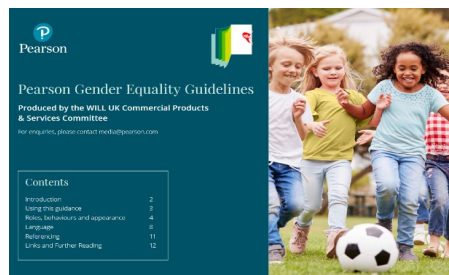 Pearson
Pearson Gender Equality Guidelines
Produced by the WILL UK Commercial Products
& Services Committee
For enquiries, please contact media@pearson.com
Contents
Introduction 2
Using this guidance 3
Roles, behaviours and appearance 4
Language 8
Referencing 11
Links and Further Reading 12